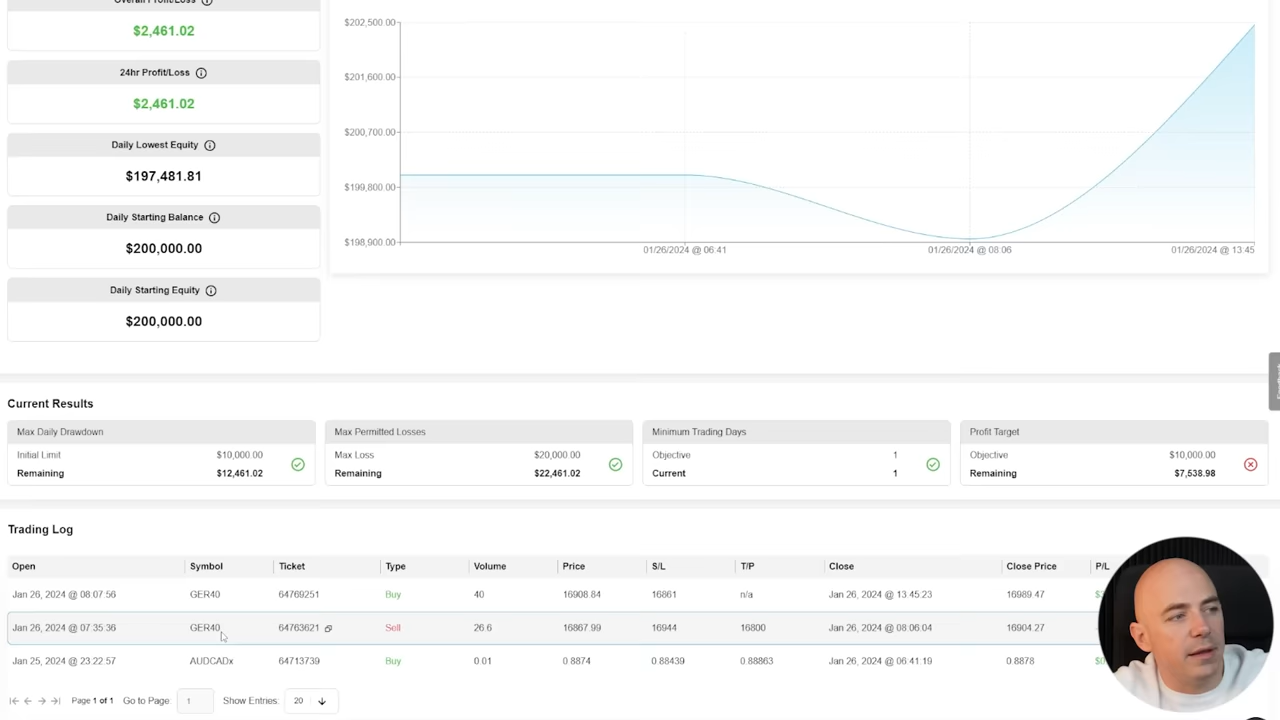 Overall Profit/Loss
$2,461.02
24hr Profit/Loss
$2,461.02
Daily Lowest Equity
$197,481.81
Daily Starting Balance
$200,000.00
Daily Starting Equity
$200,000.00
$202,500.00
$201,600.00
$200,700.00
$199,800.00
$198,900.00
01/26/2024 @ 06:41 01/26/2024 @ 08:06 01/26/2024 @ 13:45
Current Results
Max Daily Drawdown
Initial Limit $10,000.00
Remaining $12,461.02
Max Permitted Losses
Max Loss $20,000.00
Remaining $22,461.02
Minimum Trading Days
Objective 1
Current 1
Profit Target
Objective $10,000.00
Remaining $7,538.98
Trading Log
Open Symbol Ticket Type Volume Price S/L T/P Close Close Price P/L
Jan 26, 2024 @ 08:07:56 GER40 64769251 Buy 40 16908.84 16861 n/a Jan 26, 2024 @ 13:45:23 16989.47
Jan 26, 2024 @ 07:35:36 GER40 64763621 Sell 26.6 16867.99 16944 16800 Jan 26, 2024 @ 08:06:04 16904.27
Jan 25, 2024 @ 23:22:57 AUDCADx 64713739 Buy 0.01 0.8874 0.88439 0.88863 Jan 26, 2024 @ 06:41:19 0.8878
Page 1 of 1 Go to Page: 1 Show Entries: 20